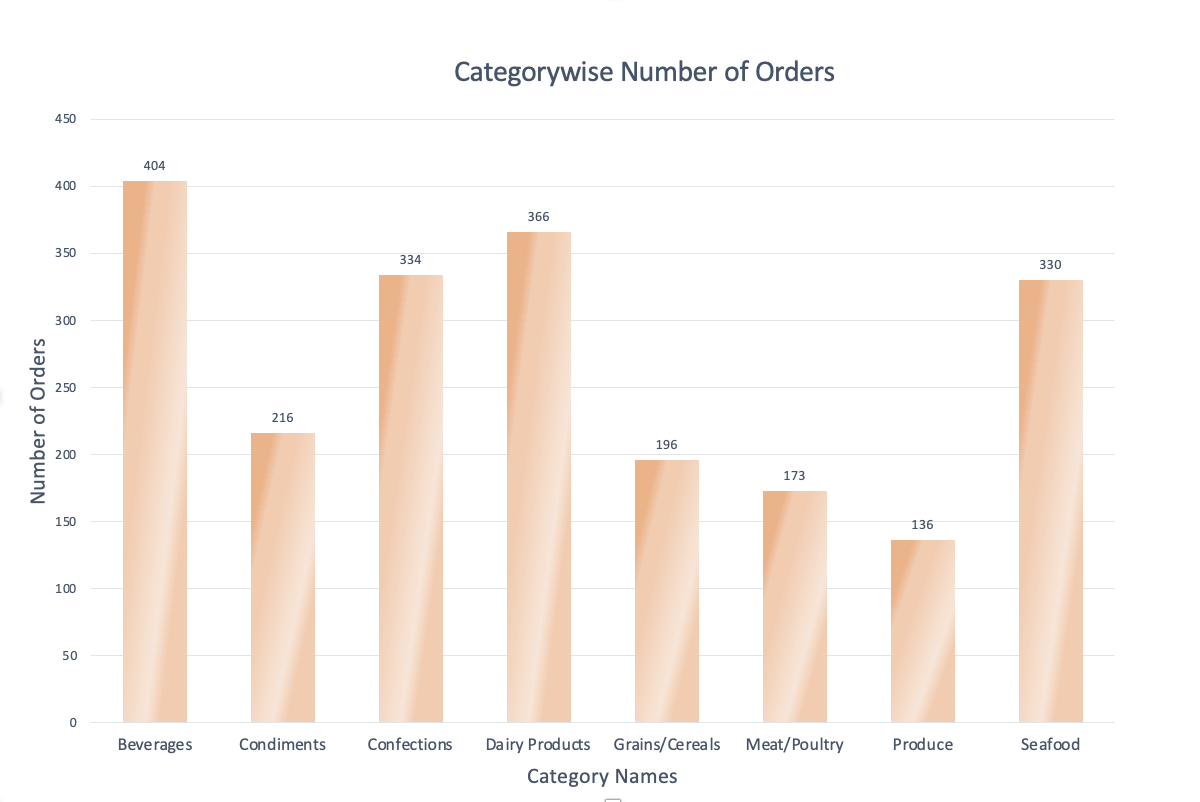 Categorywise Number of Orders
450
400
350
300
250
200
150
100
50
0
Number of Orders
404
216
334
366
196
173
136
330
Beverages
Condiments
Confections
Dairy Products
Grains/Cereals
Meat/Poultry
Produce
Seafood
Category Names